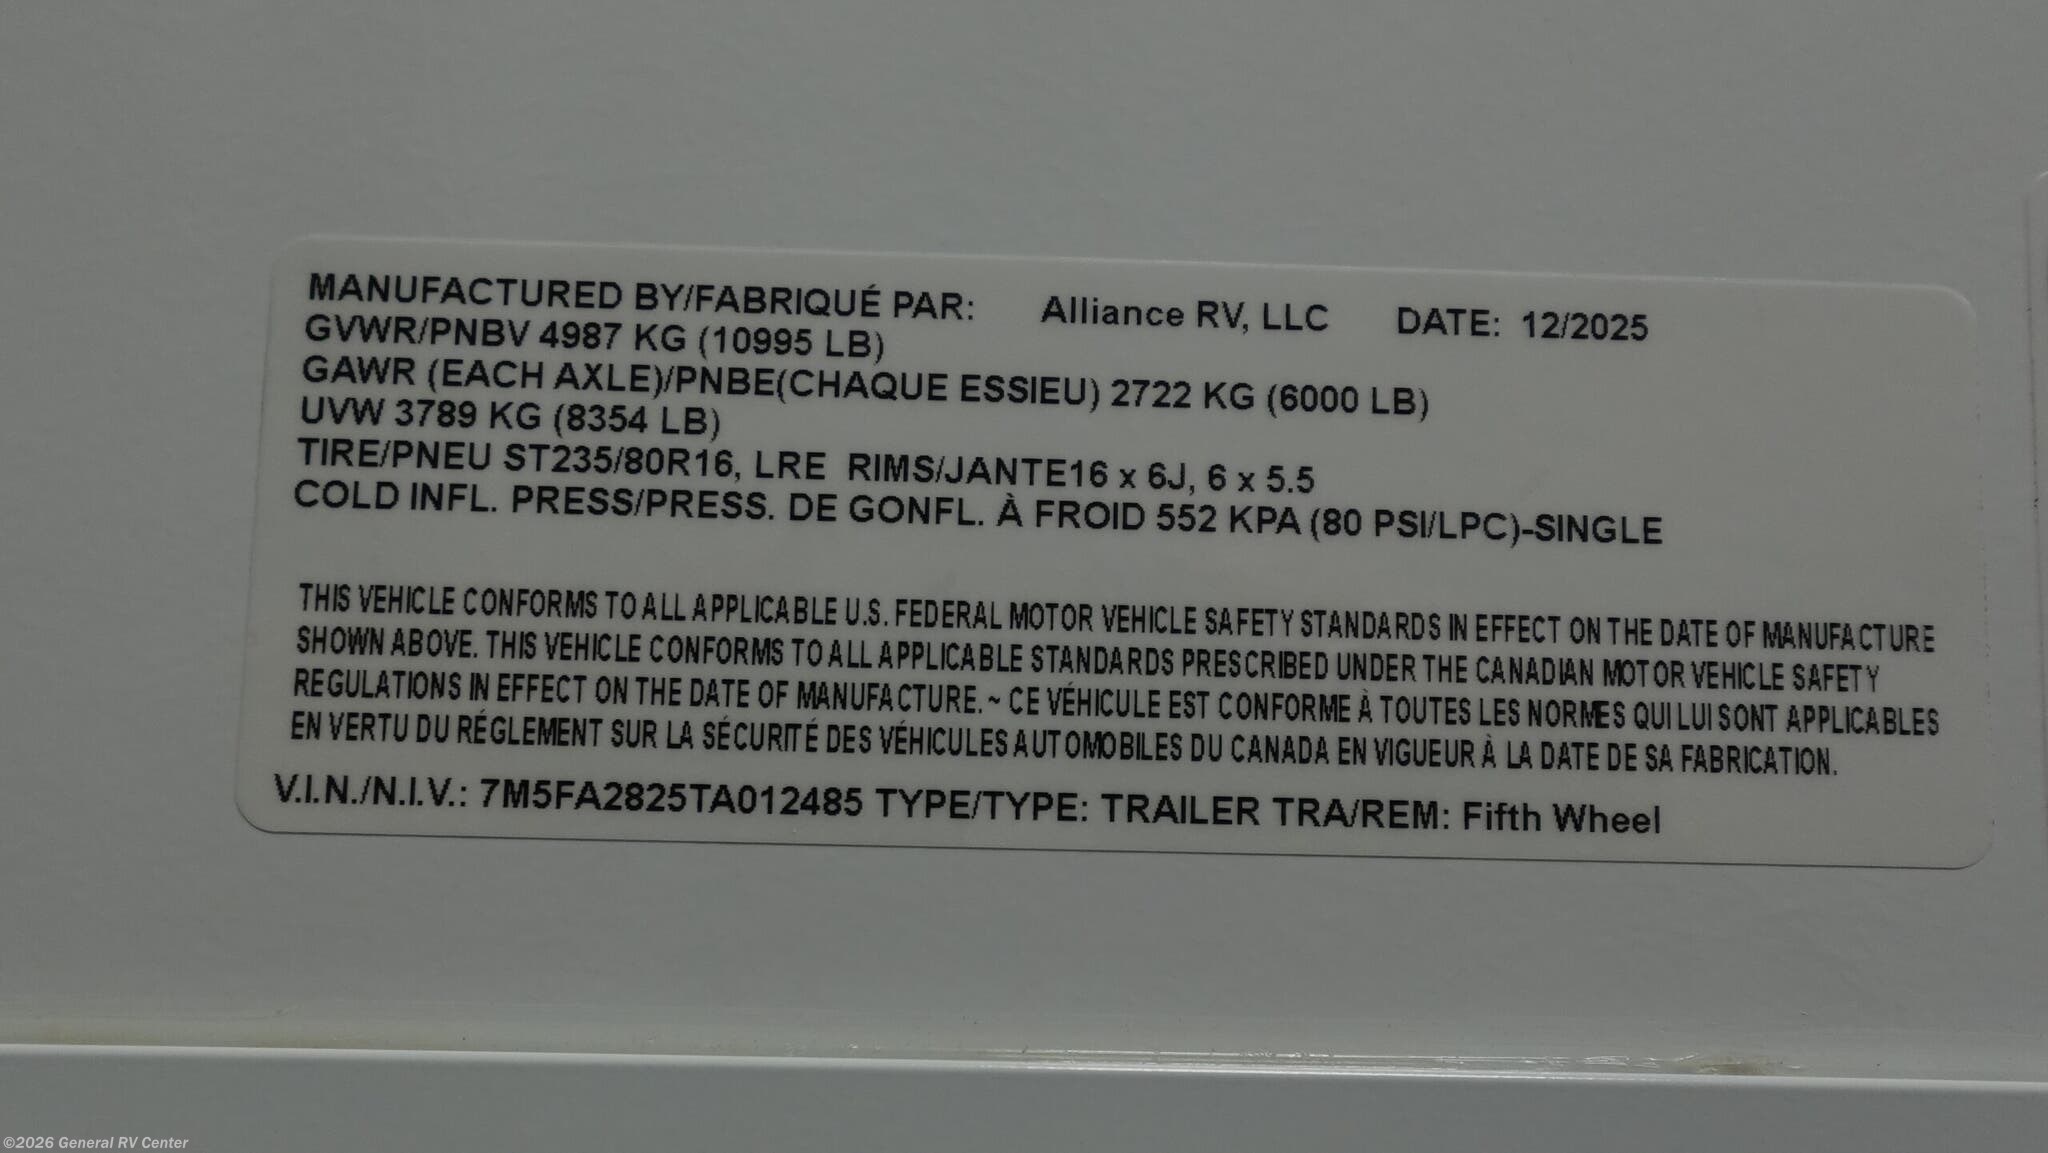 MANUFACTURED BY/FABRIQUÉ PAR: Alliance RV, LLC DATE: 12/2025
GVWR/PNBV 4987 KG (10995 LB)
GAWR (EACH AXLE)/PNBE(CHAQUE ESSIEU) 2722 KG (6000 LB)
UVW 3789 KG (8354 LB)
TIRE/PNEU ST235/80R16, LRE RIMS/JANTE16 x 6J, 6 x 5.5
COLD INFL. PRESS/PRESS. DE GONFL. À FROID 552 KPA (80 PSI/LPC)-SINGLE
THIS VEHICLE CONFORMS TO ALL APPLICABLE U.S. FEDERAL MOTOR VEHICLE SAFETY STANDARDS IN EFFECT ON THE DATE OF MANUFACTURE
SHOWN ABOVE. THIS VEHICLE CONFORMS TO ALL APPLICABLE STANDARDS PRESCRIBED UNDER THE CANADIAN MOTOR VEHICLE SAFETY
REGULATIONS IN EFFECT ON THE DATE OF MANUFACTURE. ~ CE VÉHICULE EST CONFORME À TOUTES LES NORMES QUI LUI SONT APPLICABLES
EN VERTU DU RÉGLEMENT SUR LA SÉCURITÉ DES VÉHICULES AUTOMOBILES DU CANADA EN VIGUEUR À LA DATE DE SA FABRICATION.
V.I.N./N.I.V.: 7M5FA2825TA012485 TYPE/TYPE: TRAILER TRA/REM: Fifth Wheel
©2026 General RV Center